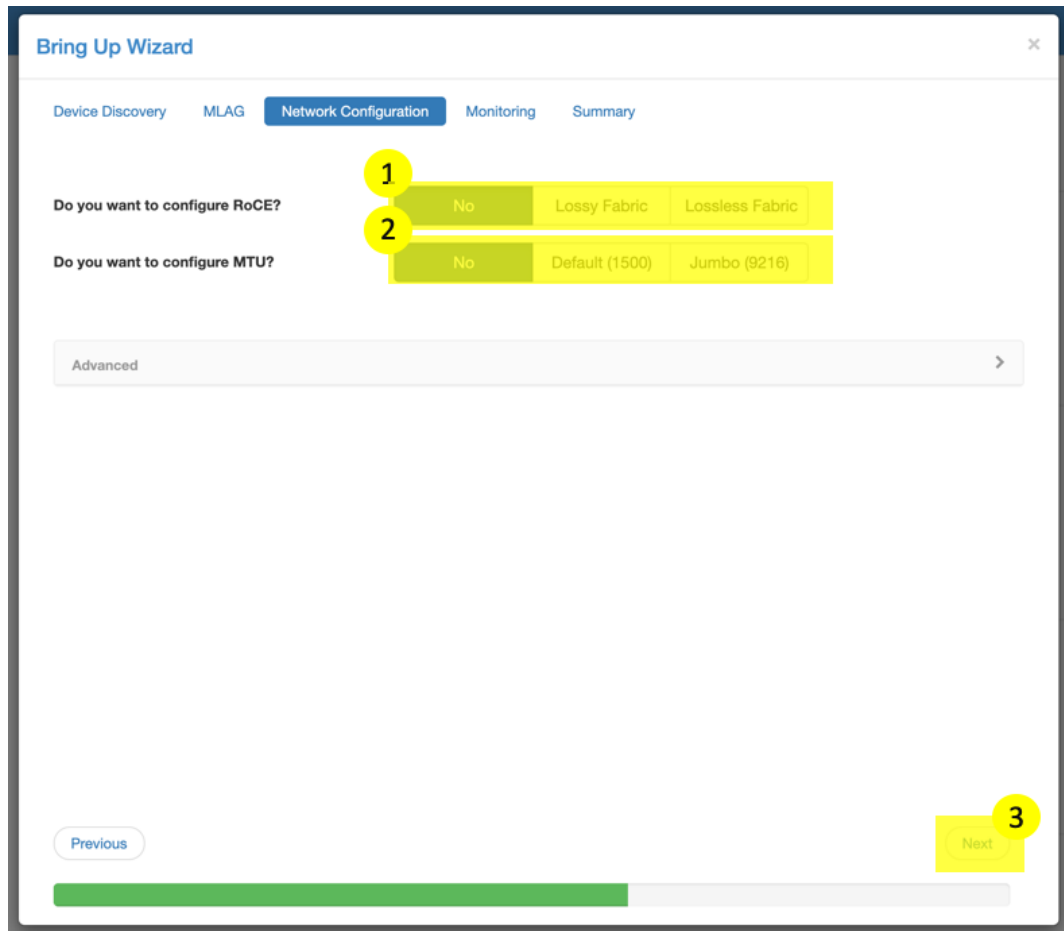 Bring Up Wizard ×
Device Discovery MLAG Network Configuration Monitoring Summary
1
Do you want to configure RoCE? No Lossy Fabric Lossless Fabric
2
Do you want to configure MTU? No Default (1500) Jumbo (9216)
Advanced
3
Previous Next